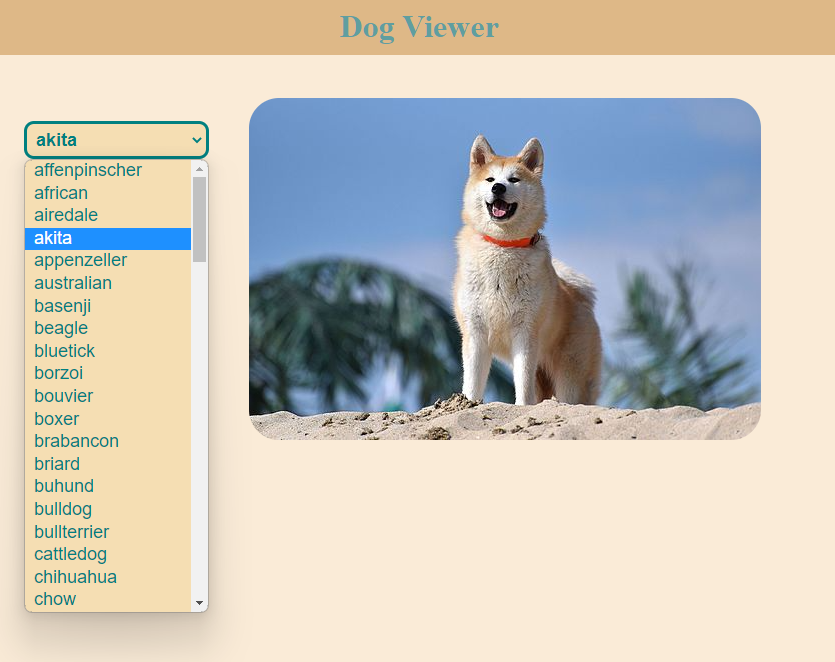 Dog Viewer
akita
affenpinscher
african
airedale
akita
appenzeller
australian
basenji
beagle
bluetick
borzoi
bouvier
boxer
brabancon
briard
buhund
bulldog
bullterrier
cattledog
chihuahua
chow